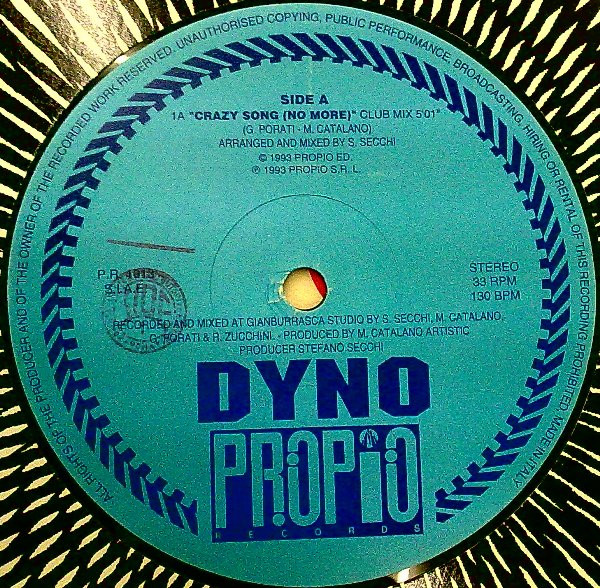 ALL RIGHTS OF THE PRODUCER AND OF THE OWNER OF THE RECORDED WORK RESERVED. UNAUTHORISED COPYING, PUBLIC PERFORMANCE, BROADCASTING, HIRING OR RENTAL OF THIS RECORDING PROHIBITED. MADE IN ITALY
SIDE A
1A "CRAZY SONG (NO MORE)" CLUB MIX 5'01"
(G. PORATI - M. CATALANO)
ARRANGED AND MIXED BY S. SECCHI
© 1993 PROPIO ED.
℗ 1993 PROPIO S.R.L.
P.R. 4913
S.I.A.E.
STEREO
33 RPM
130 BPM
RECORDED AND MIXED AT GIANBURRASCA STUDIO BY S. SECCHI, M. CATALANO,
G. PORATI & R. ZUCCHINI. - PRODUCED BY M. CATALANO ARTISTIC
PRODUCER STEFANO SECCHI
DYNO
PROPIO
RECORDS